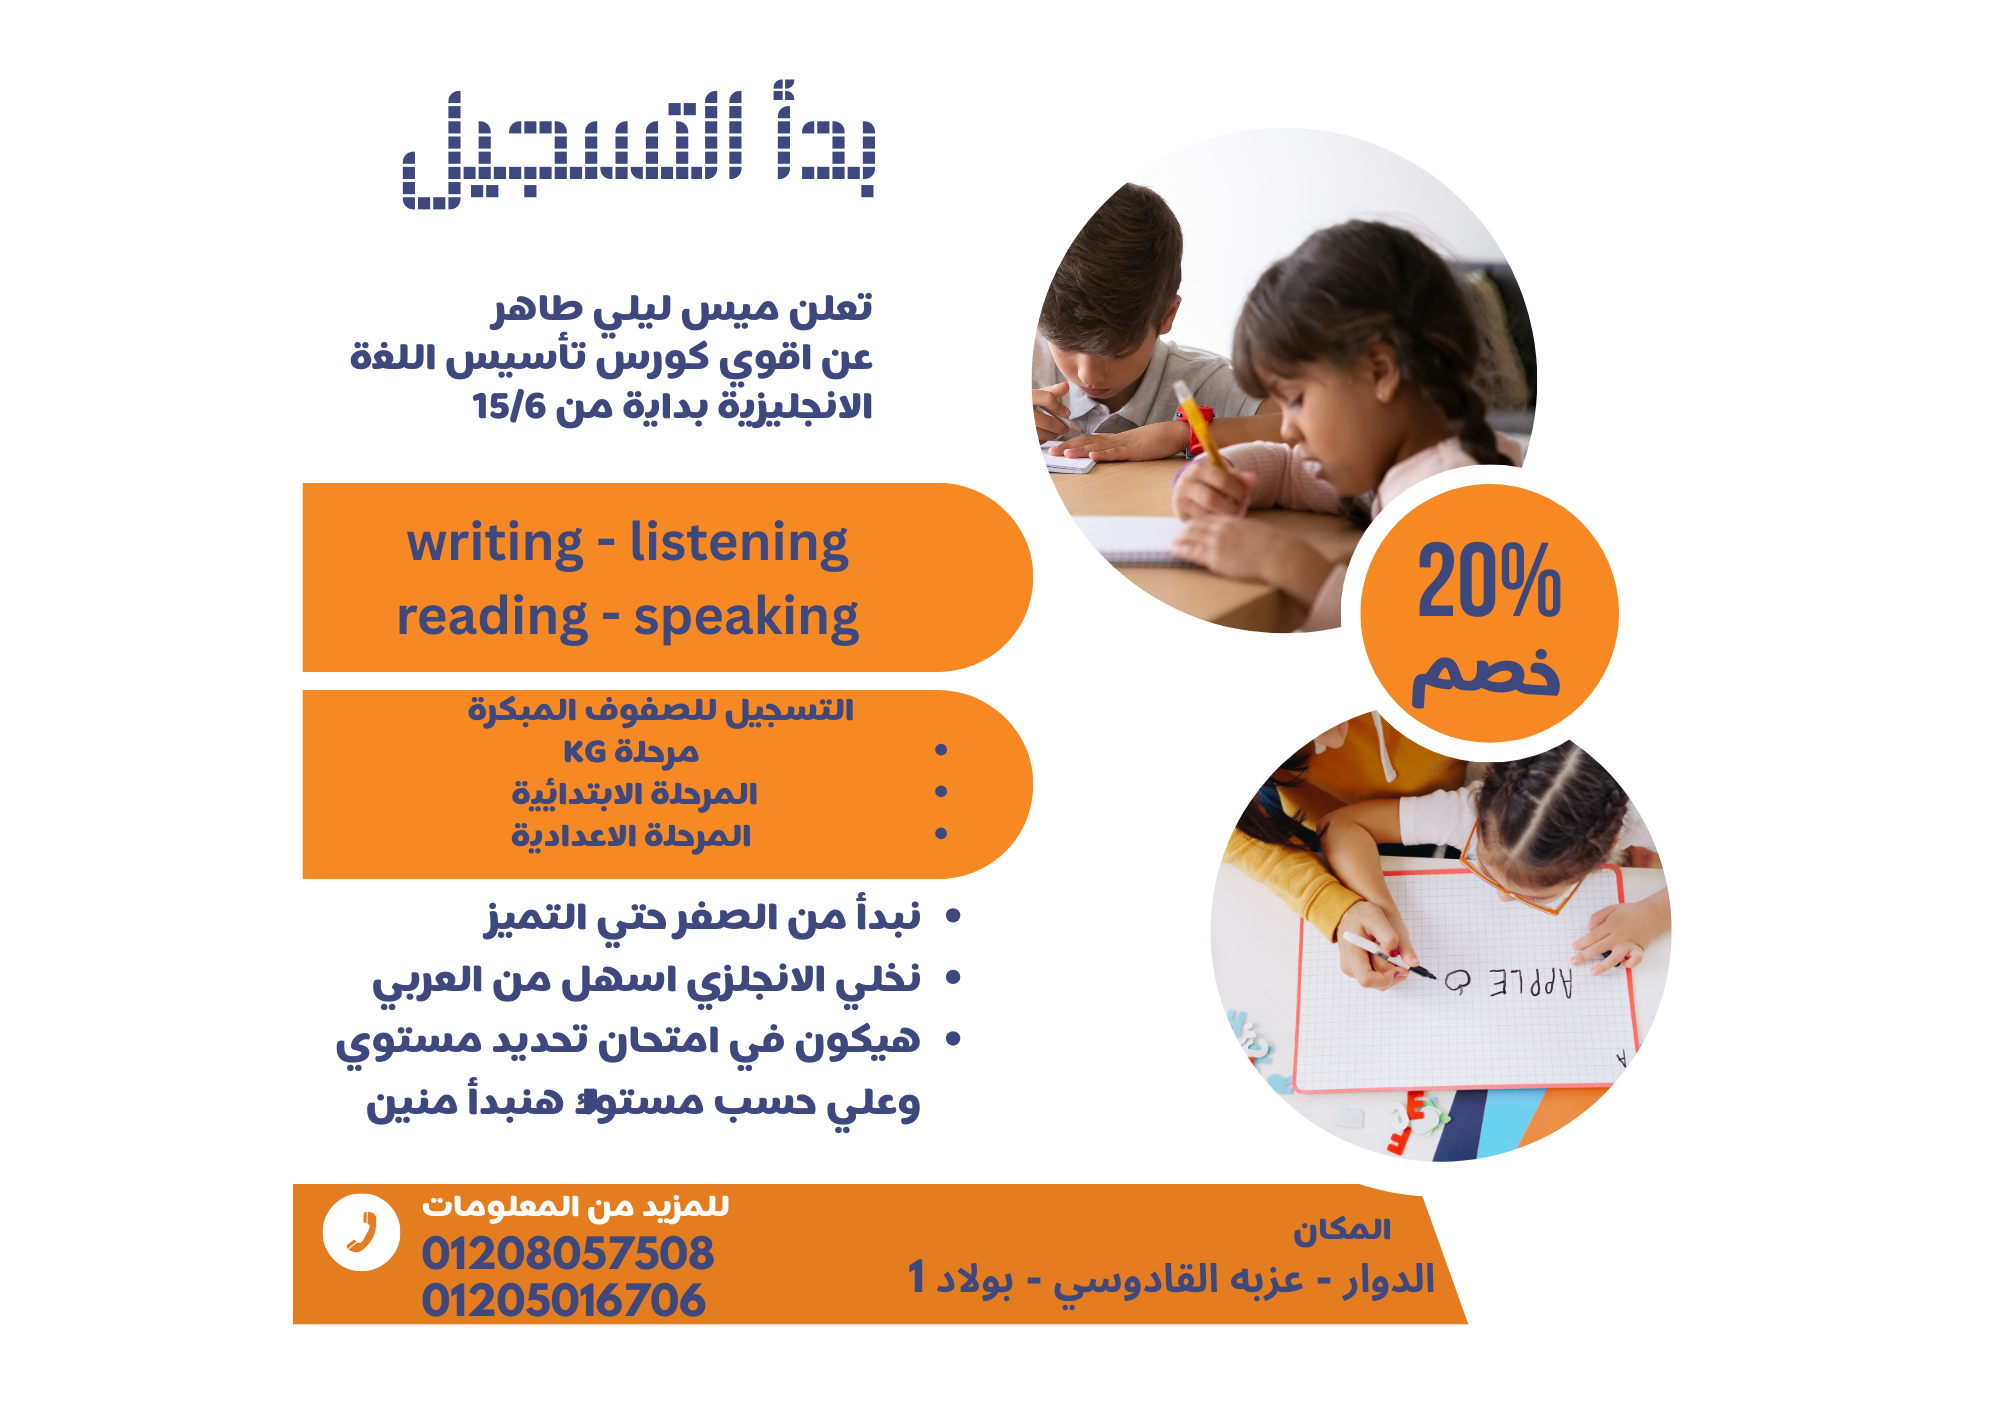 بدأ التسجيل
تعلن ميس ليلي طاهر
عن اقوي كورس تأسيس اللغة
الانجليزية بداية من 15/6
writing - listening
reading - speaking
20%
خصم
التسجيل للصفوف المبكرة
• مرحلة KG
• المرحلة الابتدائية
• المرحلة الاعدادية
• نبدأ من الصفر حتي التميز
• نخلي الانجلزي اسهل من العربي
• هيكون في امتحان تحديد مستوي
وعلي حسب هنبدأ منين
APPLE
A
للمزيد من المعلومات
01208057508
01205016706
المكان
الدوار - عزبه القادوسي - بولاد 1